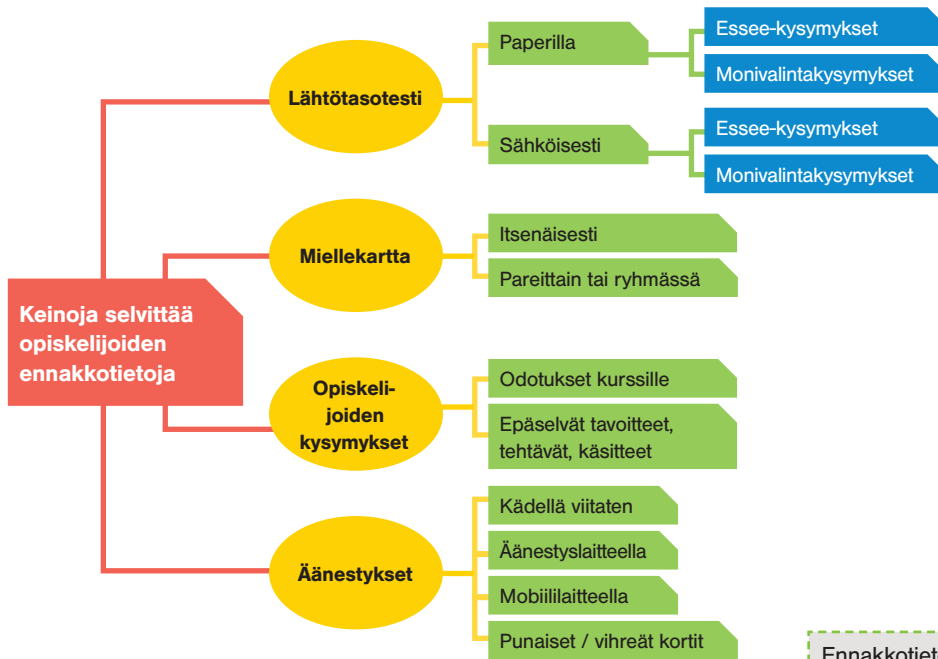 Keinoja selvittää
opiskelijoiden
ennakkotietoja
Lähtötasotesti
Paperilla
Essee-kysymykset
Monivalintakysymykset
Sähköisesti
Essee-kysymykset
Monivalintakysymykset
Miellekartta
Itsenäisesti
Pareittain tai ryhmässä
Opiskeli-
joiden
kysymykset
Odotukset kurssille
Epäselvät tavoitteet,
tehtävät, käsitteet
Äänestykset
Kädellä viitaten
Äänestyslaitteella
Mobiililaitteella
Punaiset / vihreät kortit